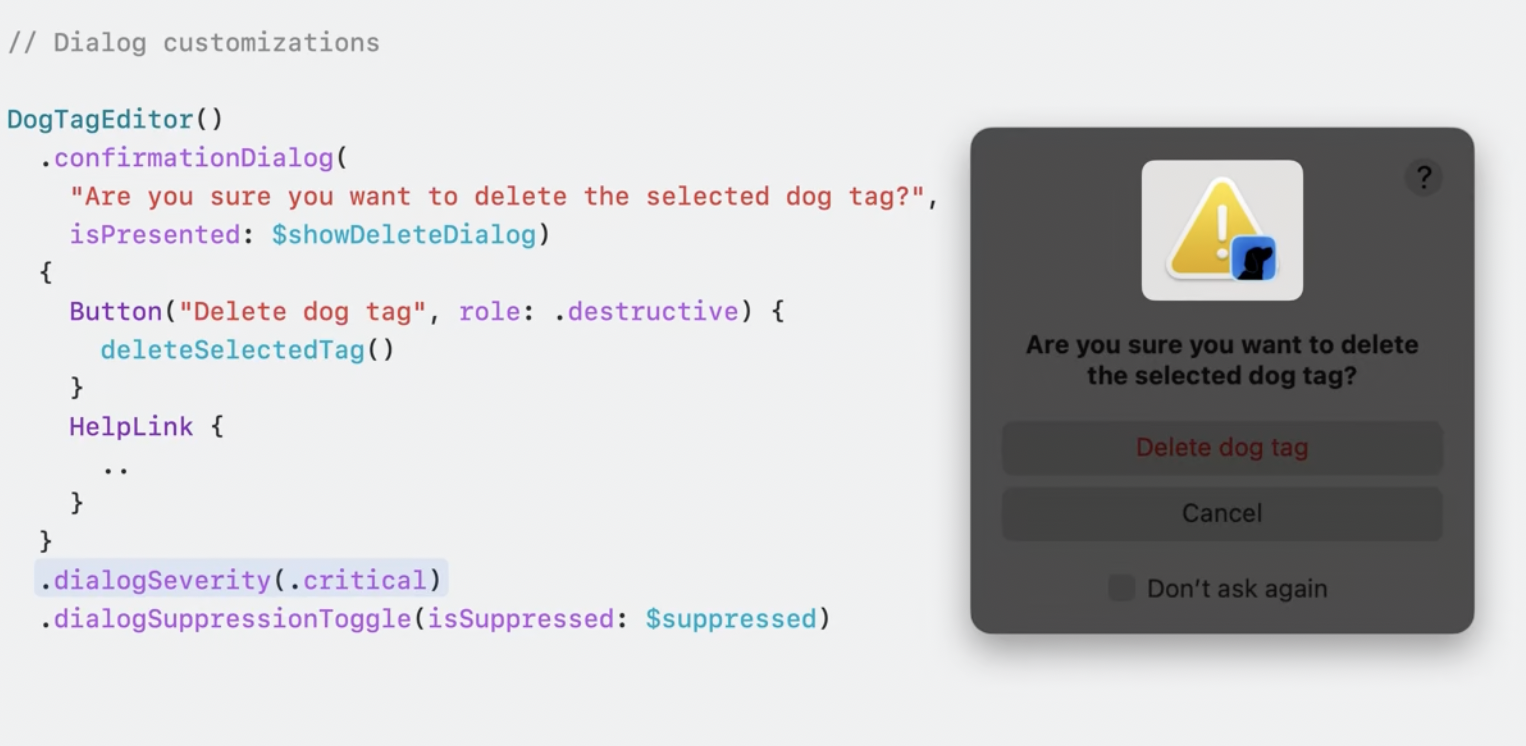 // Dialog customizations
DogTagEditor()
.confirmationDialog(
"Are you sure you want to delete the selected dog tag?",
isPresented: $showDeleteDialog)
{
Button("Delete dog tag", role: .destructive) {
deleteSelectedTag()
}
HelpLink {
..
}
}
.dialogSeverity(.critical)
.dialogSuppressionToggle(isSuppressed: $suppressed)
?
Are you sure you want to delete
the selected dog tag?
Delete dog tag
Cancel
Don't ask again